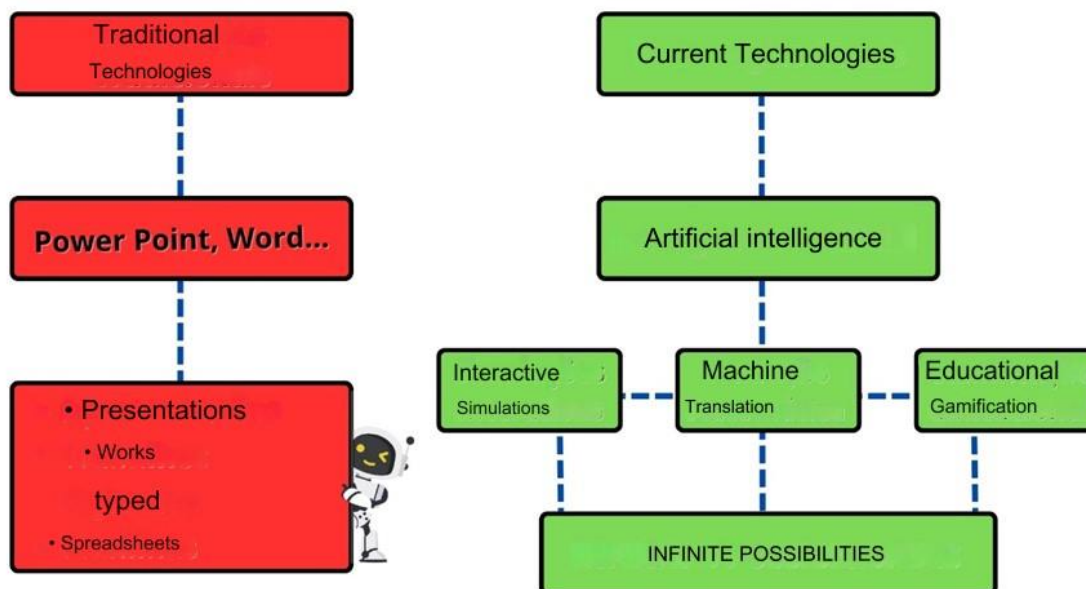 Traditional
Technologies
Power Point, Word...
• Presentations
• Works
typed
• Spreadsheets
Current Technologies
Artificial intelligence
Interactive
Simulations
Machine
Translation
Educational
Gamification
INFINITE POSSIBILITIES